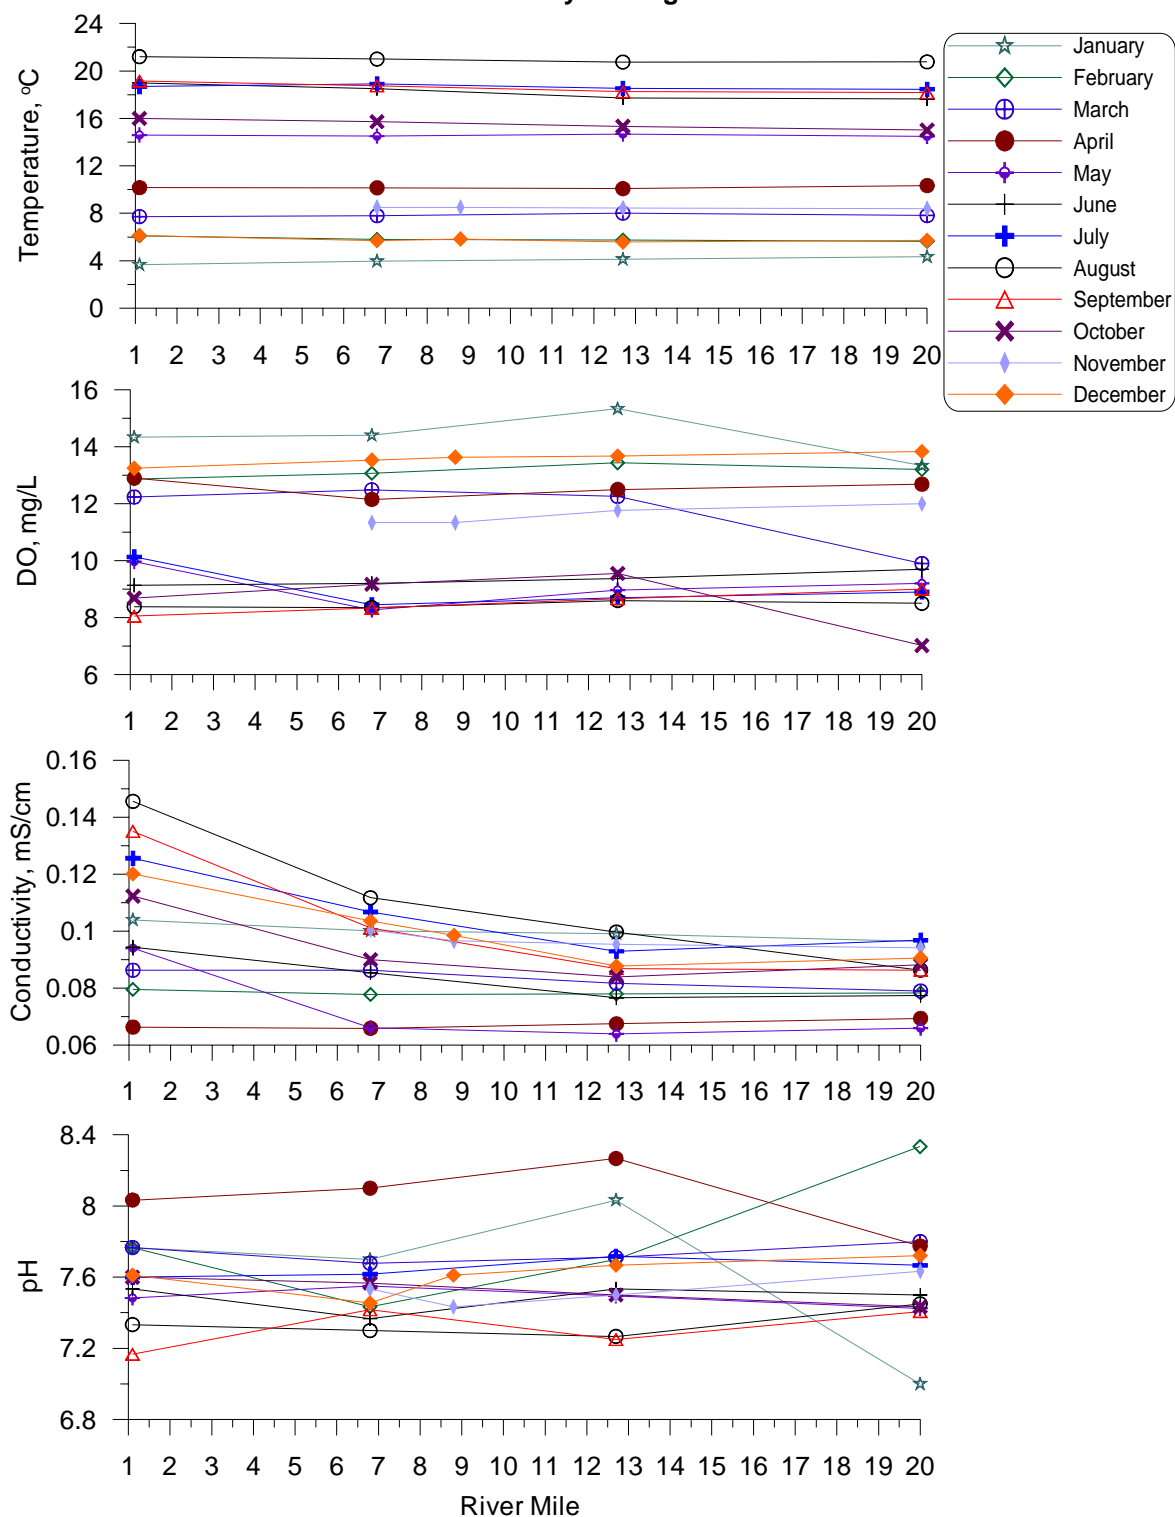 24
20
16
12
8
4
0
Temperature, ºC
1 2 3 4 5 6 7 8 9 10 11 12 13 14 15 16 17 18 19 20
January
February
March
April
May
June
July
August
September
October
November
December
16
14
12
10
8
6
DO, mg/L
1 2 3 4 5 6 7 8 9 10 11 12 13 14 15 16 17 18 19 20
0.16
0.14
0.12
0.1
0.08
0.06
Conductivity, mS/cm
1 2 3 4 5 6 7 8 9 10 11 12 13 14 15 16 17 18 19 20
8.4
8
7.6
7.2
6.8
pH
1 2 3 4 5 6 7 8 9 10 11 12 13 14 15 16 17 18 19 20
River Mile